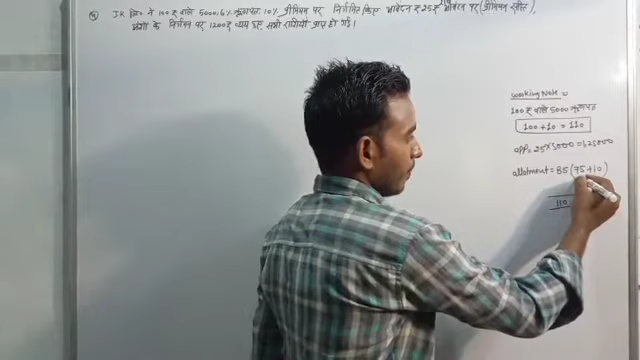 JK लि० ने 100 ₹ वाले 5000, 6% ऋणपत्र 10% प्रीमियम पर निर्गमित किए आवेदन पर 25 ₹ आवंटन पर (प्रीमियम सहित),
ऋणपत्रों के निर्गमन पर 1200 ₹ व्यय हुए सभी राशियाँ प्राप्त हो गई।
Working Note :-
100 ₹ वाले 5000 ऋणपत्र
100 + 10 = 110
app = 25 × 5000 = 125000
allotment = 85 (75 + 10)
110